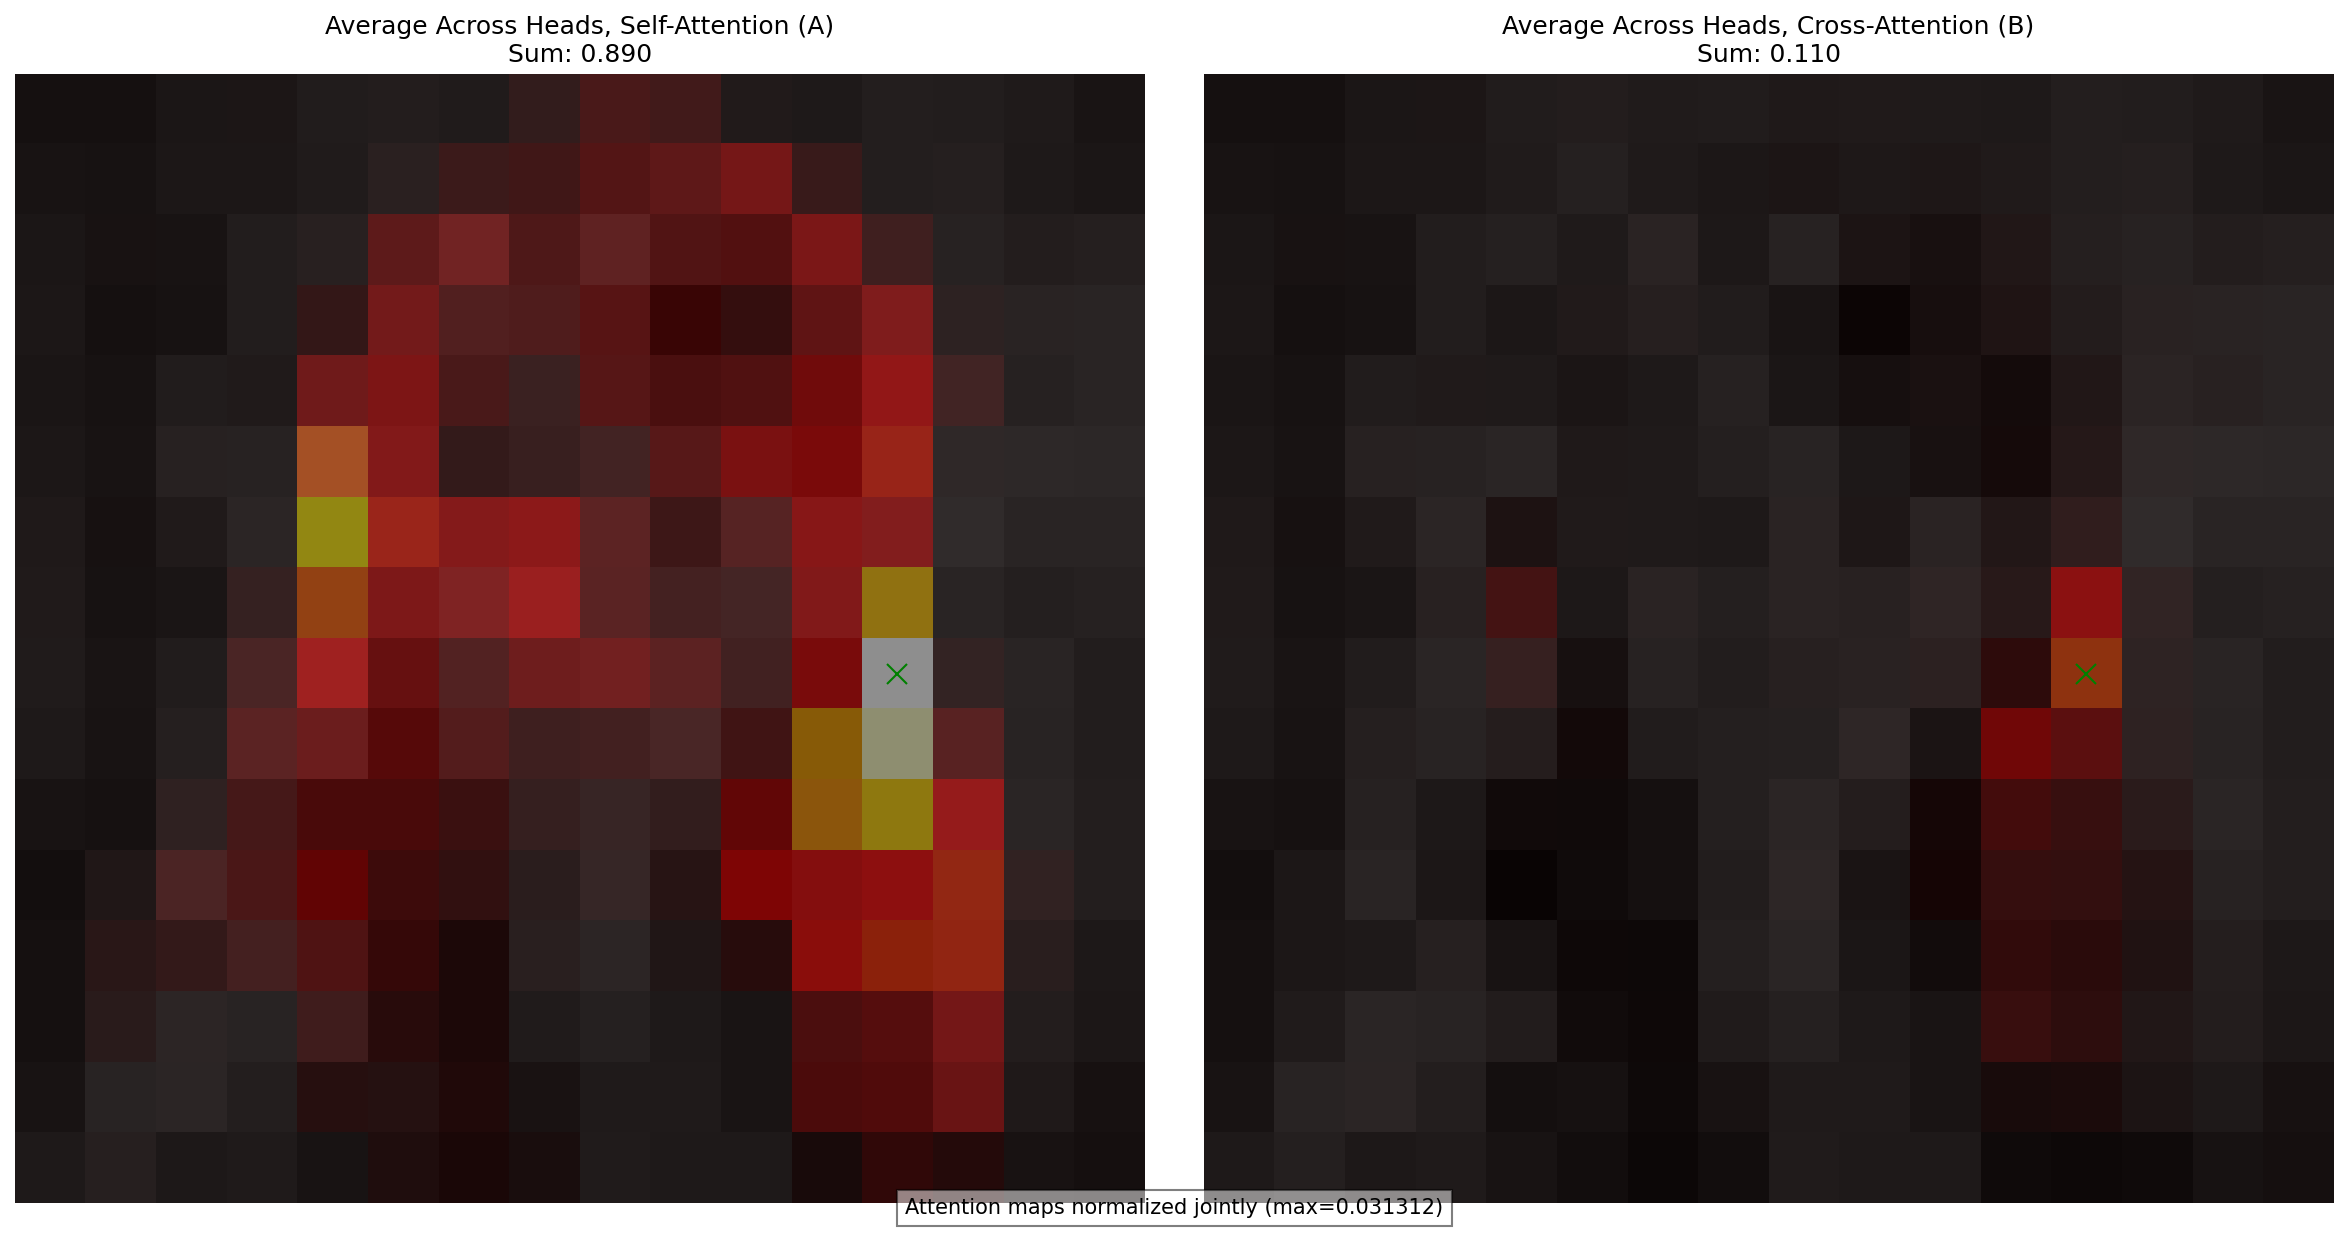 Average Across Heads, Self-Attention (A)
Sum: 0.890
Average Across Heads, Cross-Attention (B)
Sum: 0.110
Attention maps normalized jointly (max=0.031312)